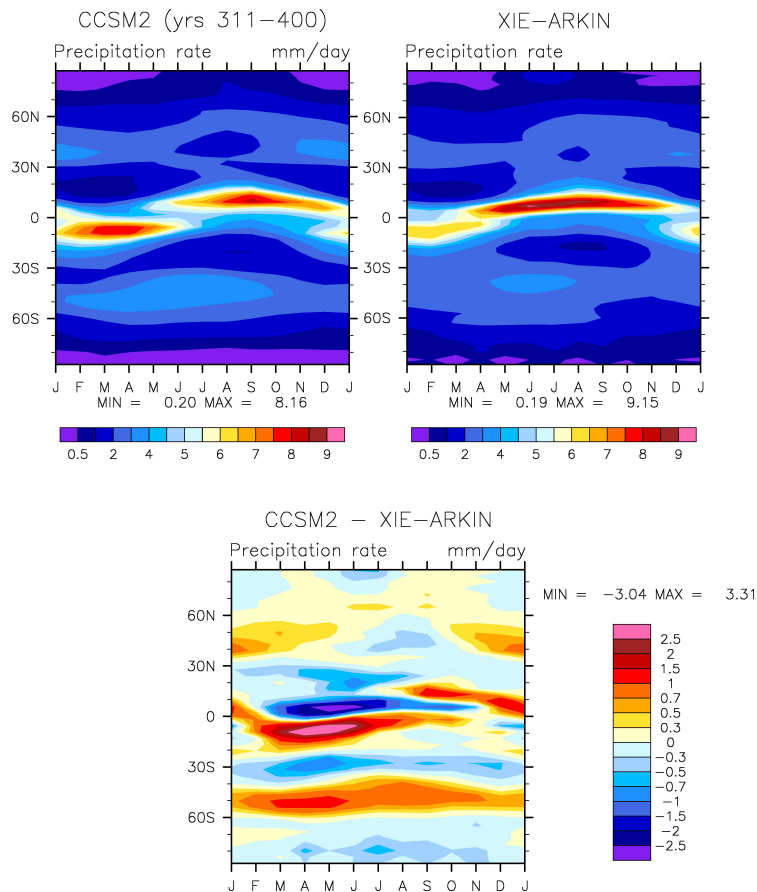 CCSM2 (yrs 311−400)
Precipitation rate mm/day
60N
30N
0
30S
60S
J F M A M J J A S O N D J
MIN = 0.20 MAX = 8.16
0.5 2 4 5 6 7 8 9
XIE−ARKIN
Precipitation rate
60N
30N
0
30S
60S
J F M A M J J A S O N D J
MIN = 0.19 MAX = 9.15
0.5 2 4 5 6 7 8 9
CCSM2 − XIE−ARKIN
Precipitation rate mm/day
60N
30N
0
30S
60S
J F M A M J J A S O N D J
MIN = −3.04 MAX = 3.31
2.5
2
1.5
1
0.7
0.5
0.3
0
−0.3
−0.5
−0.7
−1
−1.5
−2
−2.5